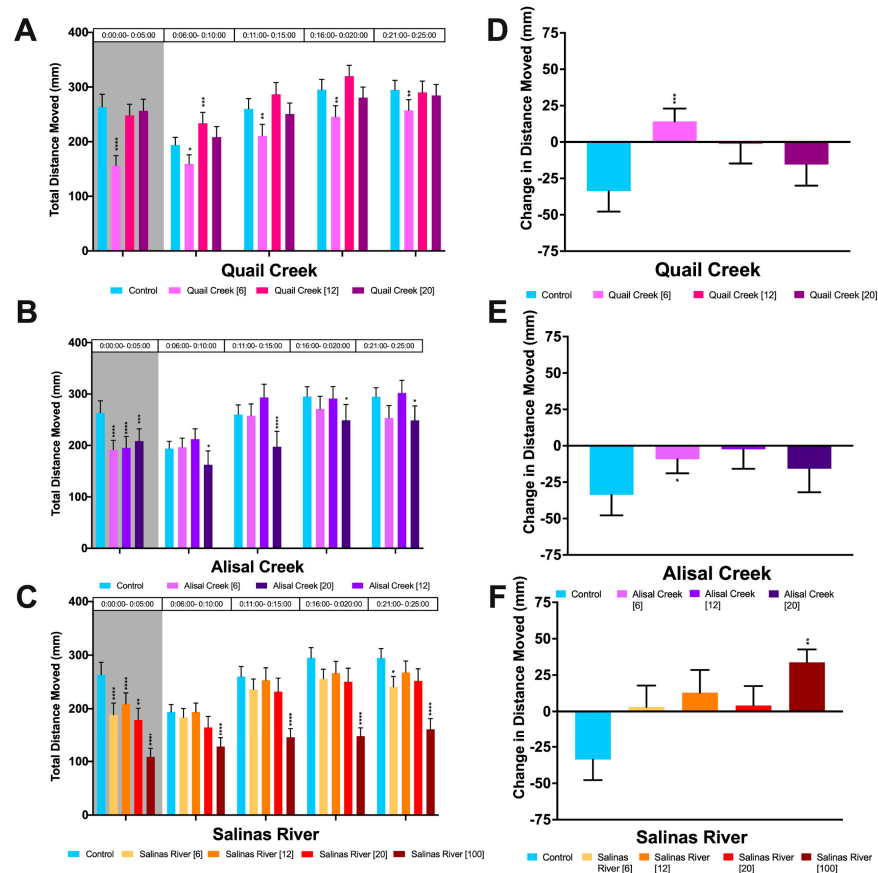 A
400
300
200
100
0
Total Distance Moved (mm)
0:00:00- 0:05:00 0:06:00- 0:10:00 0:11:00- 0:15:00 0:16:00- 0:020:00 0:21:00- 0:25:00
**** * *** ** ** **
Quail Creek
Control Quail Creek [6] Quail Creek [12] Quail Creek [20]
D
75
50
25
0
-25
-50
-75
Change in Distance Moved (mm)
***
Quail Creek
Control Quail Creek [6] Quail Creek [12] Quail Creek [20]
B
400
300
200
100
0
Total Distance Moved (mm)
0:00:00- 0:05:00 0:06:00- 0:10:00 0:11:00- 0:15:00 0:16:00- 0:020:00 0:21:00- 0:25:00
**** **** *** * **** * *
Alisal Creek
Control Alisal Creek [6] Alisal Creek [20] Alisal Creek [12]
E
75
50
25
0
-25
-50
-75
Change in Distance Moved (mm)
*
Alisal Creek
Control Alisal Creek [6] Alisal Creek [12] Alisal Creek [20]
C
400
300
200
100
0
Total Distance Moved (mm)
0:00:00- 0:05:00 0:06:00- 0:10:00 0:11:00- 0:15:00 0:16:00- 0:020:00 0:21:00- 0:25:00
**** **** ** **** **** **** **** * ****
Salinas River
Control Salinas River [6] Salinas River [12] Salinas River [20] Salinas River [100]
F
75
50
25
0
-25
-50
-75
Change in Distance Moved (mm)
**
Salinas River
Control Salinas River [6] Salinas River [12] Salinas River [20] Salinas River [100]